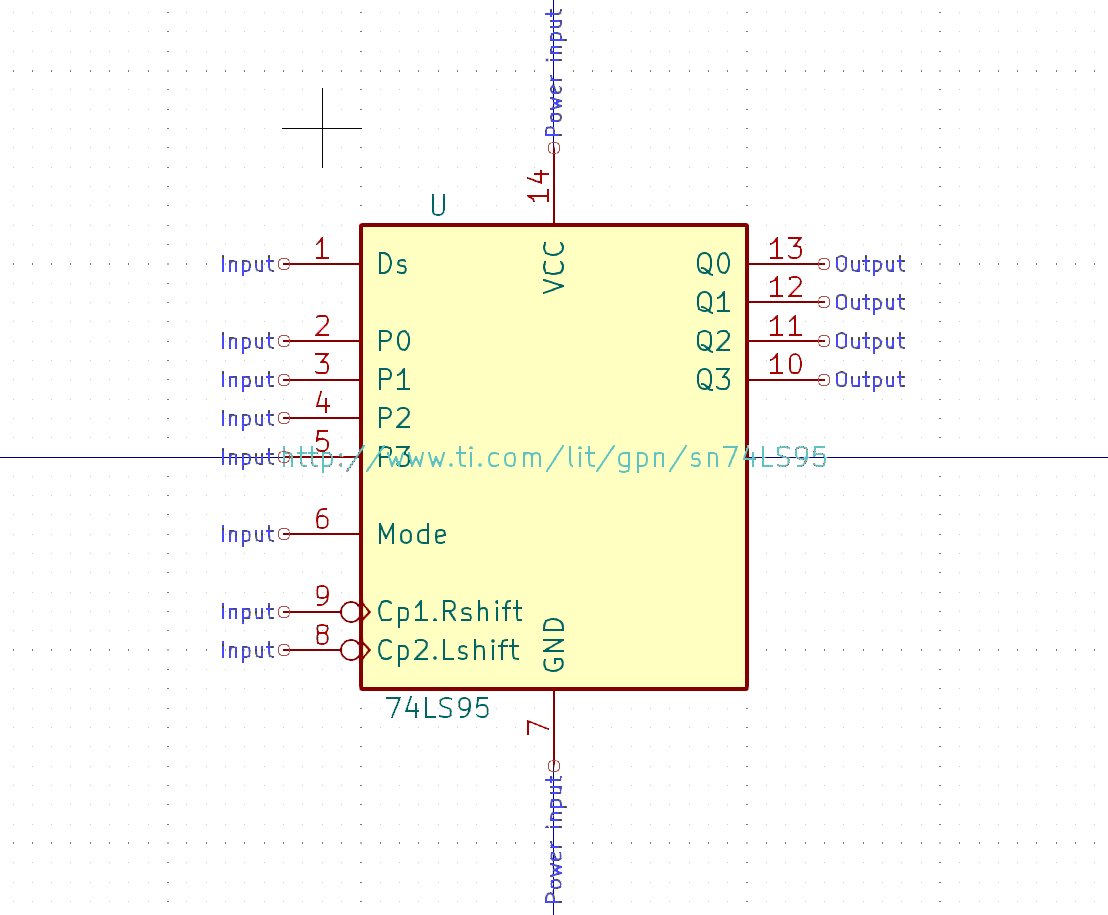 Power input
14
U
VCC
Input 1 Ds Q0 13 Output
Q1 12 Output
Input 2 P0 Q2 11 Output
Input 3 P1 Q3 10 Output
Input 4 P2
Input 5 P3
http://www.ti.com/lit/gpn/sn74LS95
Input 6 Mode
Input 9 Cp1.Rshift
Input 8 Cp2.Lshift
GND
74LS95
7
Power input